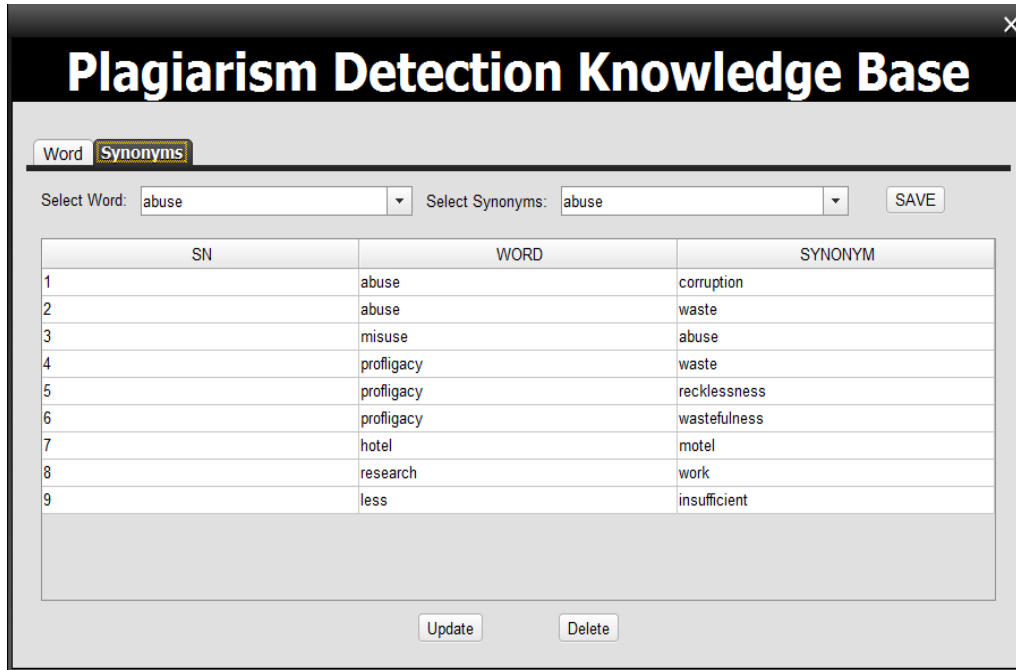 X
Plagiarism Detection Knowledge Base
Word Synonyms
Select Word: abuse Select Synonyms: abuse SAVE
SN WORD SYNONYM
1 abuse corruption
2 abuse waste
3 misuse abuse
4 profligacy waste
5 profligacy recklessness
6 profligacy wastefulness
7 hotel motel
8 research work
9 less insufficient
Update Delete